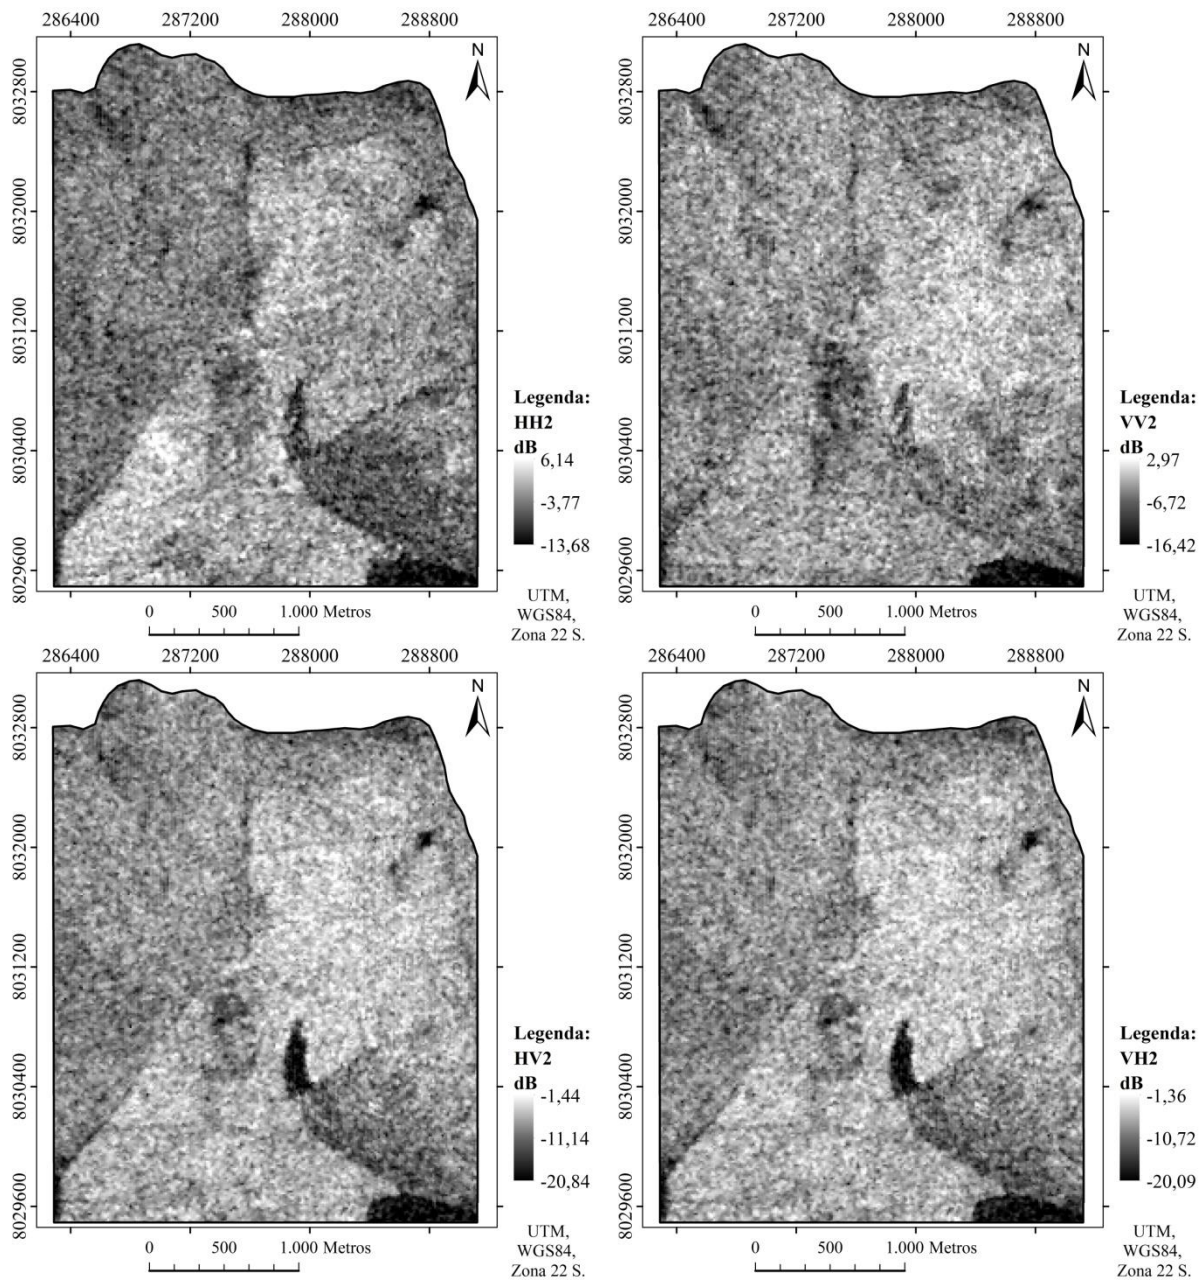 286400 287200 288000 288800
N
8032800
8032000
8031200
8030400
8029600
Legenda:
HH2
dB
6,14
-3,77
-13,68
UTM,
WGS84,
Zona 22 S.
0 500 1.000 Metros
286400 287200 288000 288800
N
8032800
8032000
8031200
8030400
8029600
Legenda:
VV2
dB
2,97
-6,72
-16,42
UTM,
WGS84,
Zona 22 S.
0 500 1.000 Metros
286400 287200 288000 288800
N
8032800
8032000
8031200
8030400
8029600
Legenda:
HV2
dB
-1,44
-11,14
-20,84
UTM,
WGS84,
Zona 22 S.
0 500 1.000 Metros
286400 287200 288000 288800
N
8032800
8032000
8031200
8030400
8029600
Legenda:
VH2
dB
-1,36
-10,72
-20,09
UTM,
WGS84,
Zona 22 S.
0 500 1.000 Metros